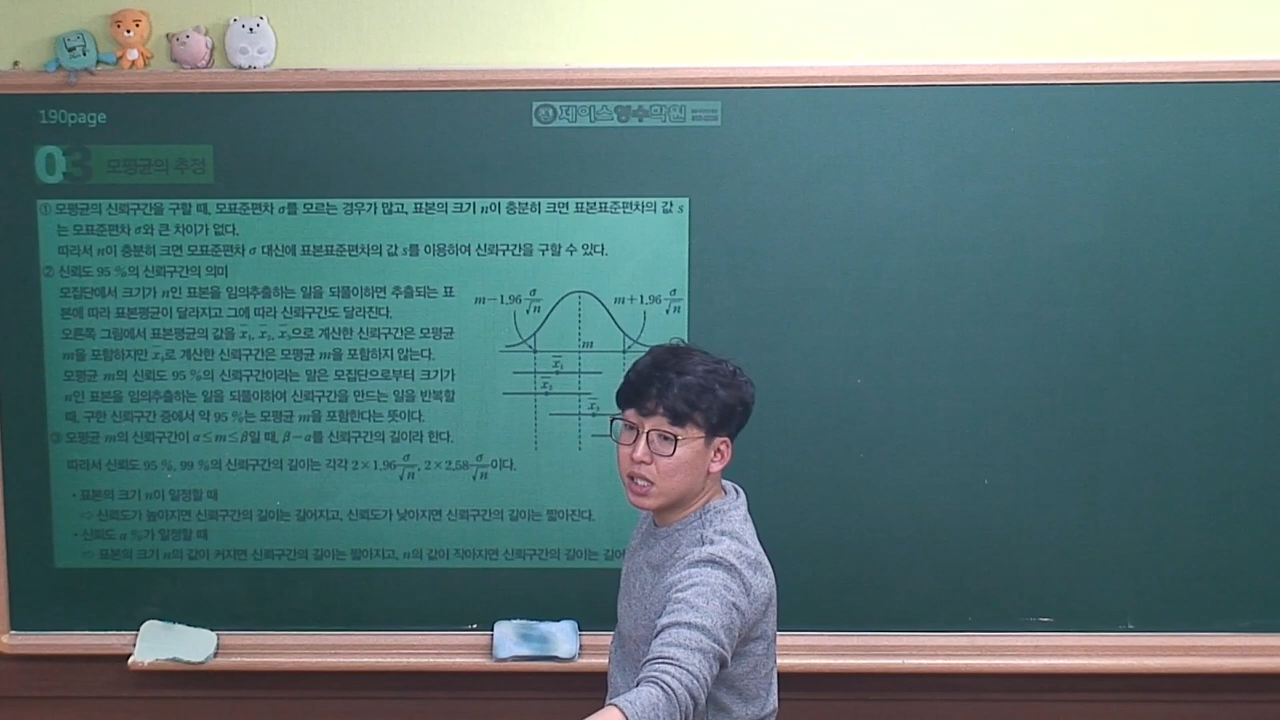 190page
제이스영수학원
03 모평균의 추정
① 모평균의 신뢰구간을 구할 때, 모표준편차 σ를 모르는 경우가 많고, 표본의 크기 n이 충분히 크면 표본표준편차의 값 s
는 모표준편차 σ와 큰 차이가 없다.
따라서 n이 충분히 크면 모표준편차 σ 대신에 표본표준편차의 값 s를 이용하여 신뢰구간을 구할 수 있다.
② 신뢰도 95 %의 신뢰구간의 의미
모집단에서 크기가 n인 표본을 임의추출하는 일을 되풀이하면 추출되는 표
본에 따라 표본평균이 달라지고 그에 따라 신뢰구간도 달라진다.
오른쪽 그림에서 표본평균의 값을 x̄₁, x̄₂, x̄₃으로 계산한 신뢰구간은 모평균
m을 포함하지만 x̄₄로 계산한 신뢰구간은 모평균 m을 포함하지 않는다.
모평균 m의 신뢰도 95 %의 신뢰구간이라는 말은 모집단으로부터 크기가
n인 표본을 임의추출하는 일을 되풀이하여 신뢰구간을 만드는 일을 반복할
때, 구한 신뢰구간 중에서 약 95 %는 모평균 m을 포함한다는 뜻이다.
m−1.96 σ/√n
m+1.96 σ/√n
m
x̄₁
x̄₂
x̄₃
③ 모평균 m의 신뢰구간이 α≤m≤β일 때, β−α를 신뢰구간의 길이라 한다.
따라서 신뢰도 95 %, 99 %의 신뢰구간의 길이는 각각 2×1.96 σ/√n, 2×2.58 σ/√n이다.
• 표본의 크기 n이 일정할 때
⇨ 신뢰도가 높아지면 신뢰구간의 길이는 길어지고, 신뢰도가 낮아지면 신뢰구간의 길이는 짧아진다.
• 신뢰도 α %가 일정할 때
⇨ 표본의 크기 n의 값이 커지면 신뢰구간의 길이는 짧아지고, n의 값이 작아지면 신뢰구간의 길이는 길어